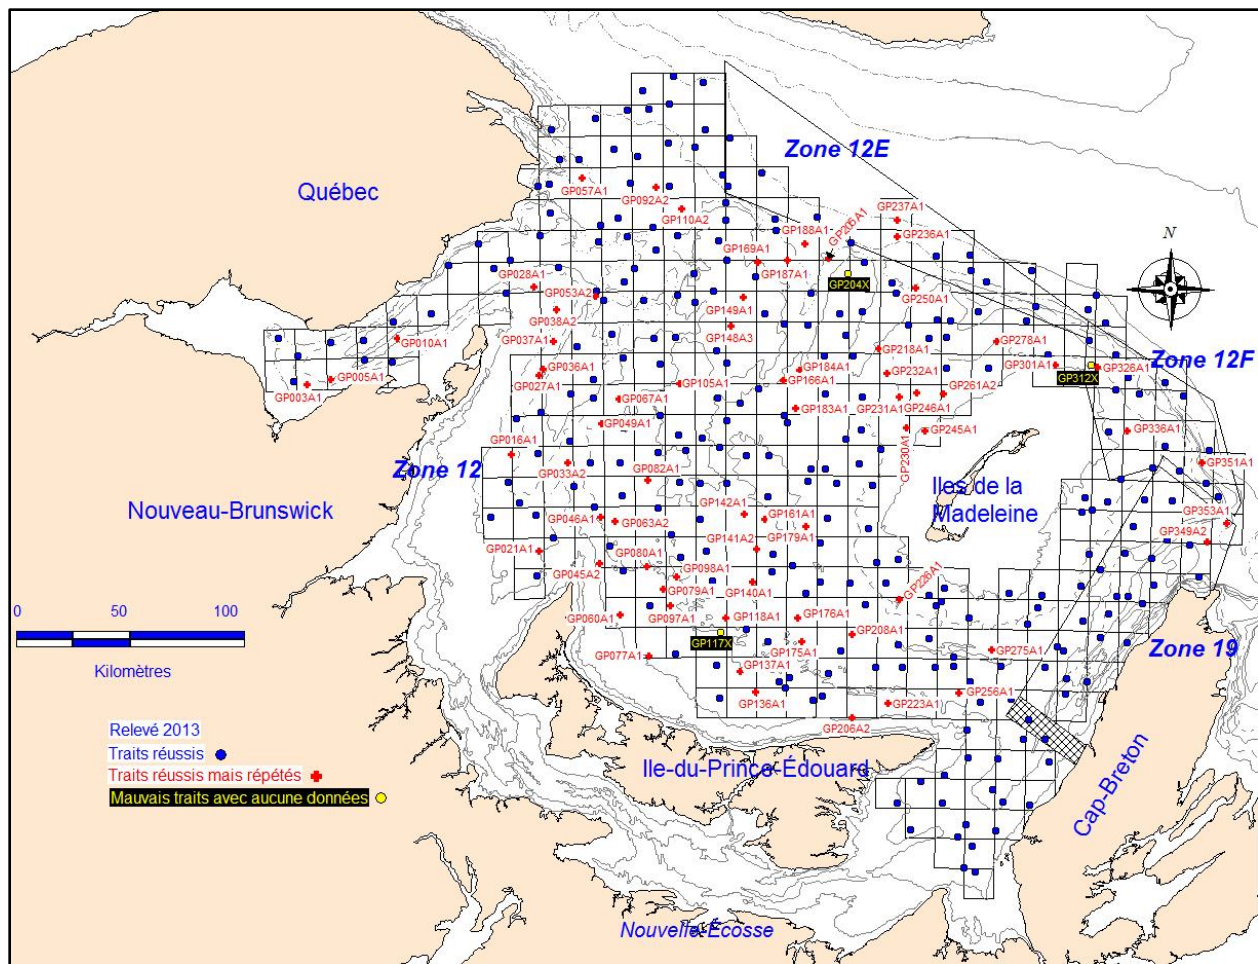 Zone 12E
Québec
GP057A1
GP092A2
GP110A2
GP237A1
GP188A1
GP205A1
GP236A1
N
GP169A1
GP187A1
GP028A1
GP053A2
GP204X
GP250A1
GP038A2
GP149A1
GP037A1
GP010A1
GP148A3
GP278A1
GP218A1
Zone 12F
GP036A1
GP184A1
GP301A1
GP326A1
GP005A1
GP027A1
GP105A1
GP166A1
GP232A1
GP312X
GP003A1
GP261A2
GP067A1
GP183A1
GP231A1
GP246A1
GP049A1
GP245A1
GP336A1
GP016A1
GP230A1
Zone 12
GP033A2
GP082A1
GP351A1
Iles de la
Madeleine
Nouveau-Brunswick
GP142A1
GP161A1
GP353A1
GP046A1
GP063A2
GP179A1
GP349A2
GP021A1
GP080A1
GP141A2
GP045A2
GP098A1
GP226A1
GP079A1
GP140A1
0 50 100
GP060A1
GP097A1
GP118A1
GP176A1
GP208A1
GP117X
Zone 19
GP077A1
GP175A1
GP275A1
Kilomètres
GP137A1
GP136A1
GP256A1
GP223A1
GP206A2
Relevé 2013
Traits réussis
Traits réussis mais répétés
Mauvais traits avec aucune données
Ile-du-Prince-Édouard
Cap-Breton
Nouvelle-Écosse